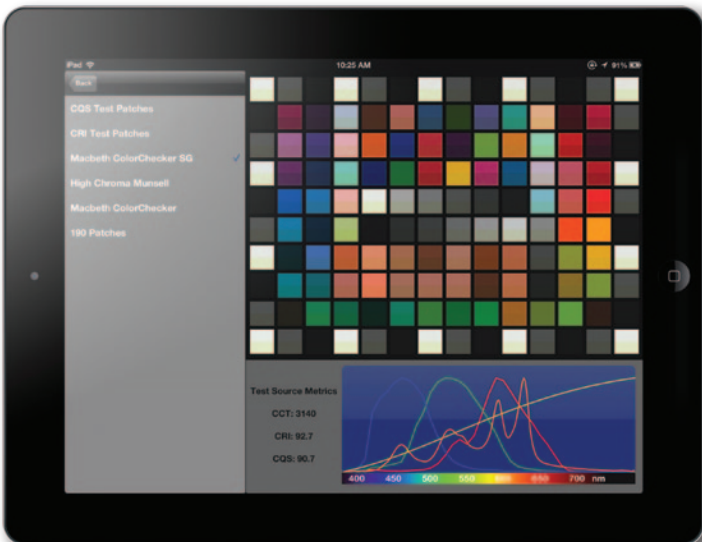 iPad
10:25 AM
91%
Back
CQS Test Patches
CRI Test Patches
Macbeth ColorChecker SG
High Chroma Munsell
Macbeth ColorChecker
190 Patches
Test Source Metrics
CCT: 3140
CRI: 92.7
CQS: 90.7
400 450 500 550 600 650 700 nm